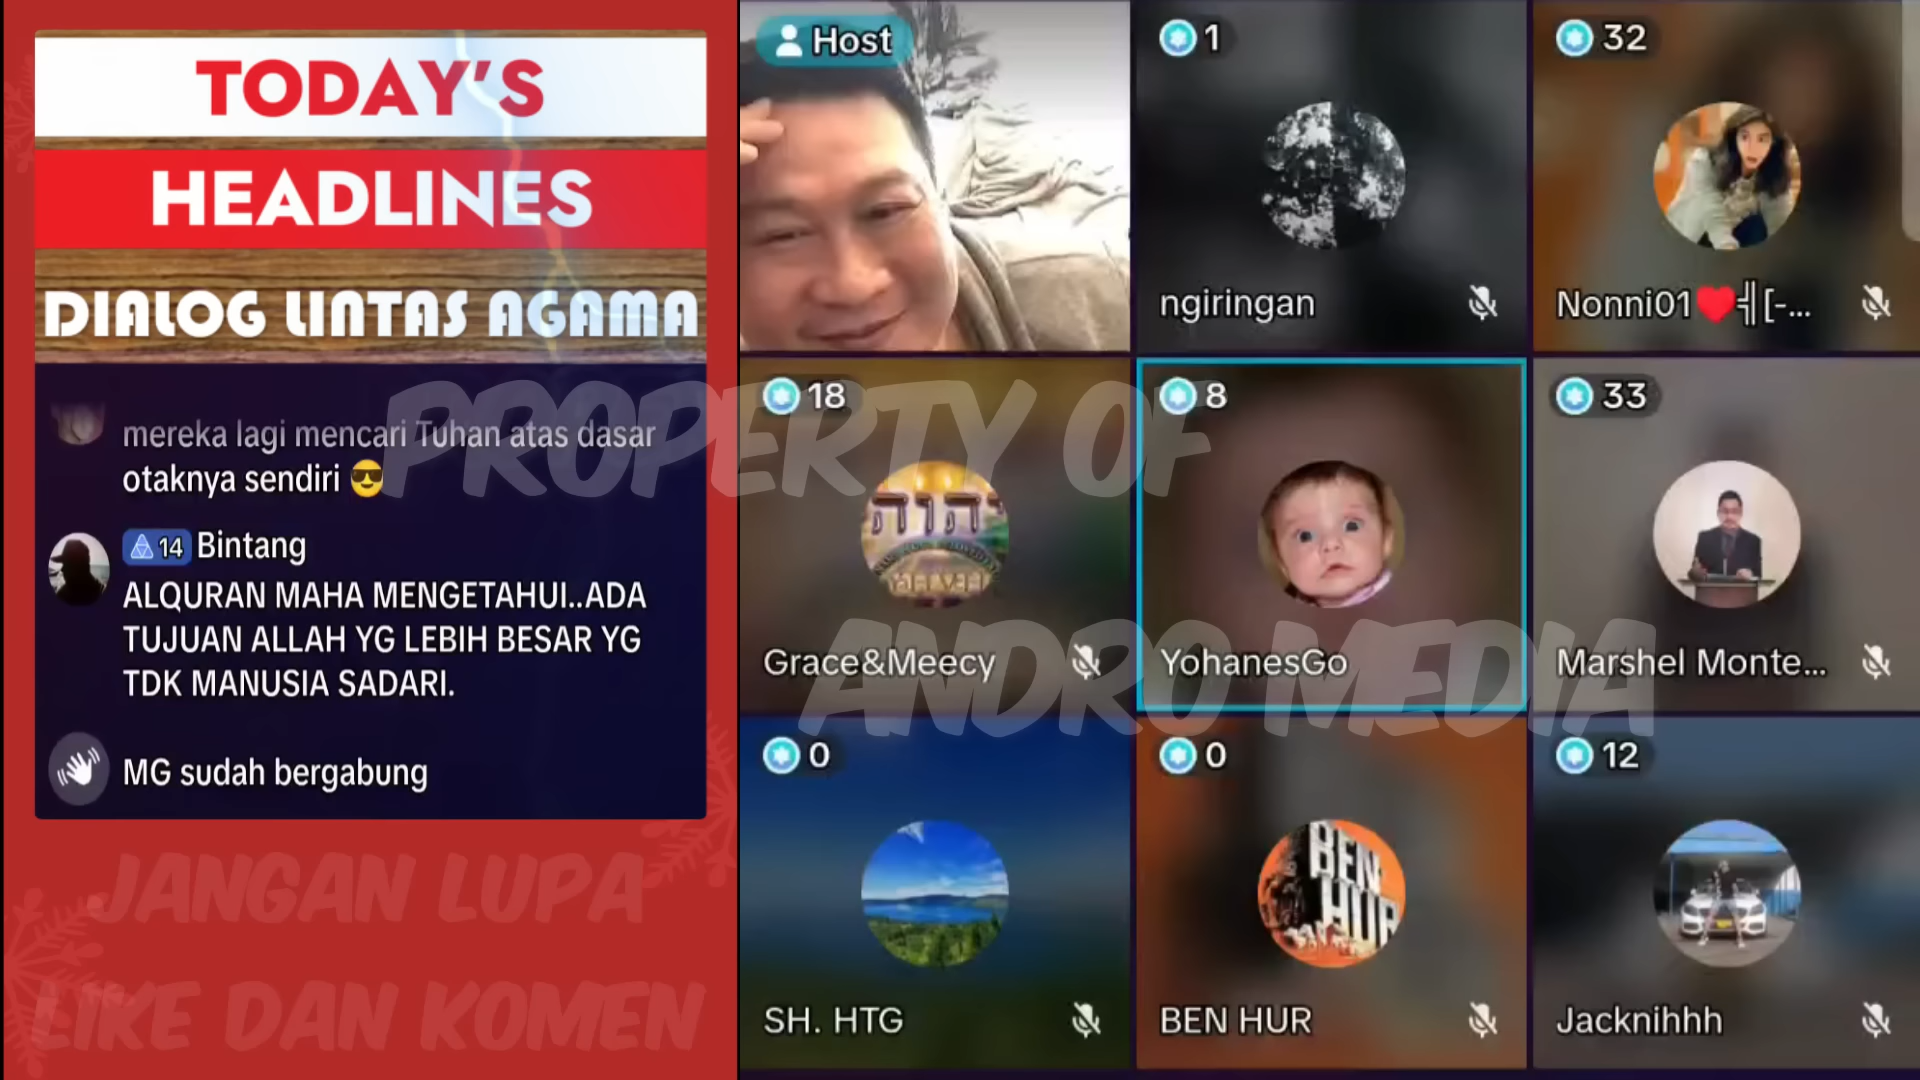 TODAY'S
HEADLINES
DIALOG LINTAS AGAMA
mereka lagi mencari Tuhan atas dasar
otaknya sendiri 😎
14 Bintang
ALQURAN MAHA MENGETAHUI..ADA
TUJUAN ALLAH YG LEBIH BESAR YG
TDK MANUSIA SADARI.
MG sudah bergabung
JANGAN LUPA
LIKE DAN KOMEN
PROPERTY OF
ANDRO MEDIA
Host
1
ngiringan
32
Nonni01❤️╣[-...
18
יהוה
Grace&Meecy
8
YohanesGo
33
Marshel Monte...
0
SH. HTG
0
BEN HUR
BEN HUR
12
Jacknihhh